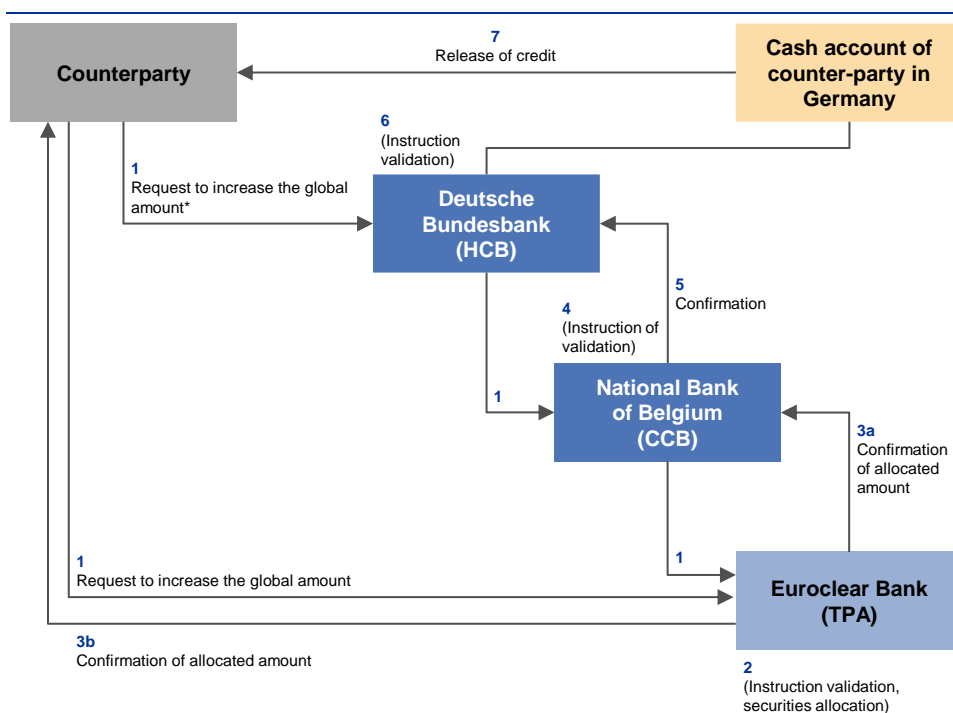 7
Release of credit
Counterparty
Cash account of
counter-party in
Germany
6
(Instruction
validation)
1
Request to increase the global
amount*
Deutsche
Bundesbank
(HCB)
5
Confirmation
4
(Instruction of
validation)
1
National Bank
of Belgium
(CCB)
3a
Confirmation
of allocated
amount
1
Request to increase the global amount
1
Euroclear Bank
(TPA)
3b
Confirmation of allocated amount
2
(Instruction validation,
securities allocation)